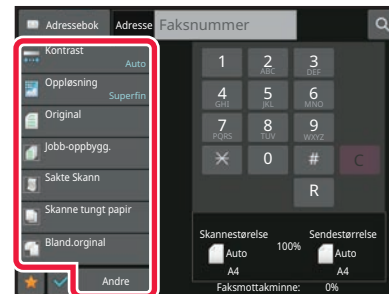 Adressebok
Adresse
Faksnummer
Kontrast
Auto
Oppløsning
Superfin
Original
Jobb-oppbygg.
Sakte Skann
Skanne tungt papir
Bland.orginal
Andre
1
2 ABC
3 DEF
4 GHI
5 JKL
6 MNO
7 PQRS
8 TUV
9 WXYZ
0
#
C
R
Skannestørelse
Sendestørrelse
Auto
100%
Auto
A4
A4
Faksmottakminne: 0%